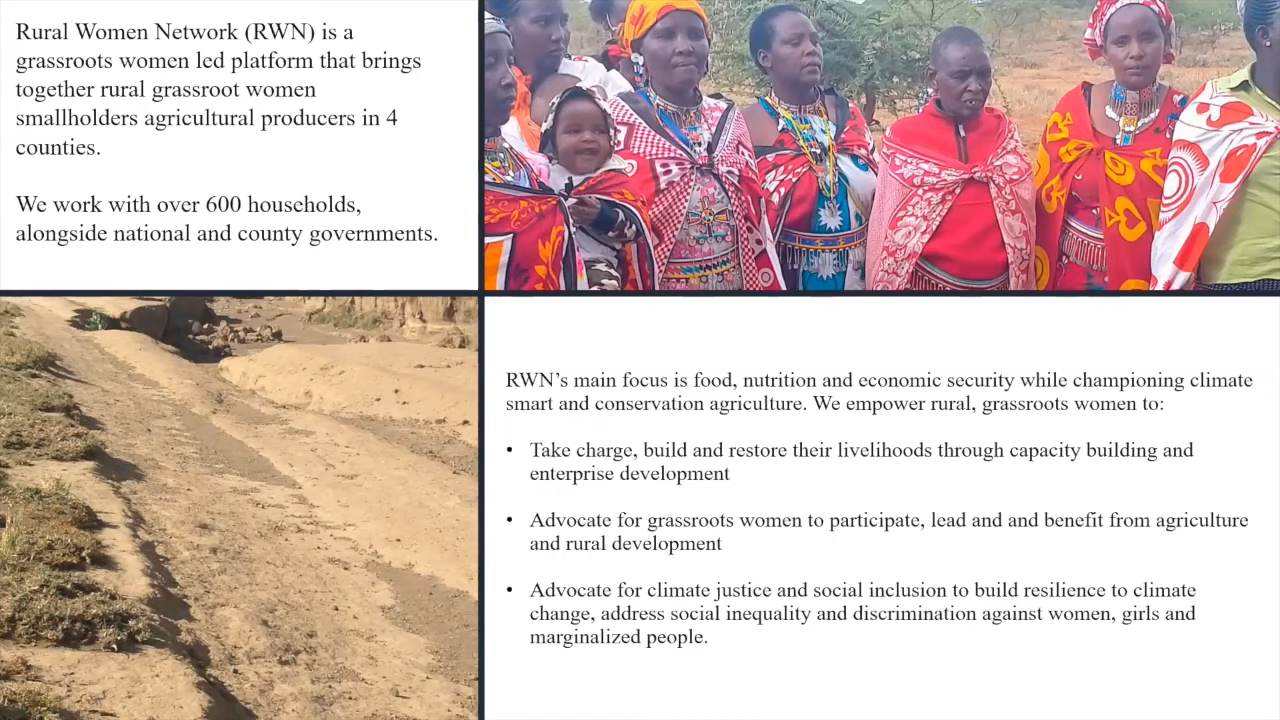 Rural Women Network (RWN) is a
grassroots women led platform that brings
together rural grassroot women
smallholders agricultural producers in 4
counties.
We work with over 600 households,
alongside national and county governments.
RWN’s main focus is food, nutrition and economic security while championing climate
smart and conservation agriculture. We empower rural, grassroots women to:
• Take charge, build and restore their livelihoods through capacity building and
enterprise development
• Advocate for grassroots women to participate, lead and and benefit from agriculture
and rural development
• Advocate for climate justice and social inclusion to build resilience to climate
change, address social inequality and discrimination against women, girls and
marginalized people.